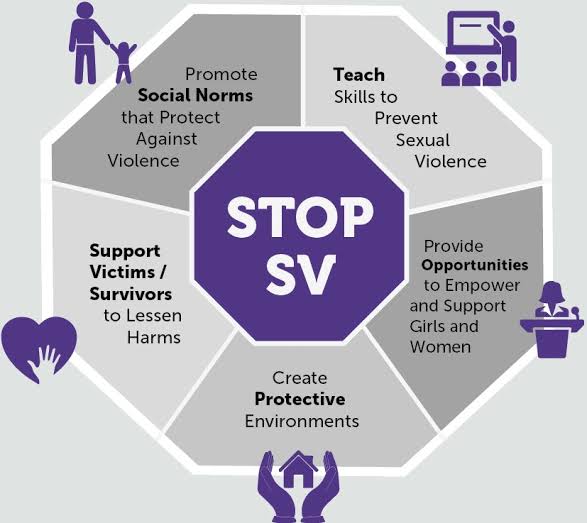 Promote
Social Norms
that Protect
Against
Violence
Teach
Skills to
Prevent
Sexual
Violence
STOP
SV
Support
Victims /
Survivors
to Lessen
Harms
Provide
Opportunities
to Empower
and Support
Girls and
Women
Create
Protective
Environments